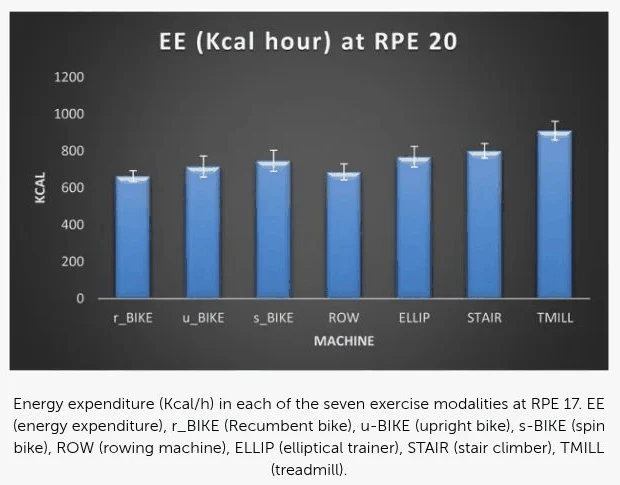 EE (Kcal hour) at RPE 20
1200
1000
800
600
400
200
0
KCAL
r_BIKE u_BIKE s_BIKE ROW ELLIP STAIR TMILL
MACHINE
Energy expenditure (Kcal/h) in each of the seven exercise modalities at RPE 17. EE
(energy expenditure), r_BIKE (Recumbent bike), u-BIKE (upright bike), s-BIKE (spin
bike), ROW (rowing machine), ELLIP (elliptical trainer), STAIR (stair climber), TMILL
(treadmill).